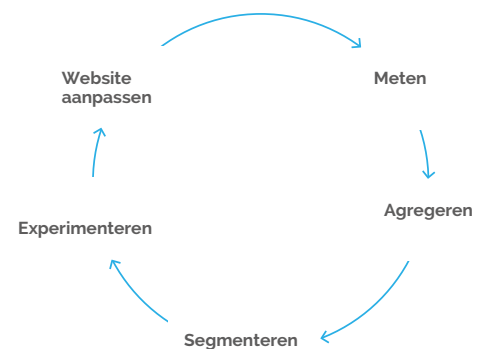 Website
aanpassen
Meten
Agregeren
Experimenteren
Segmenteren